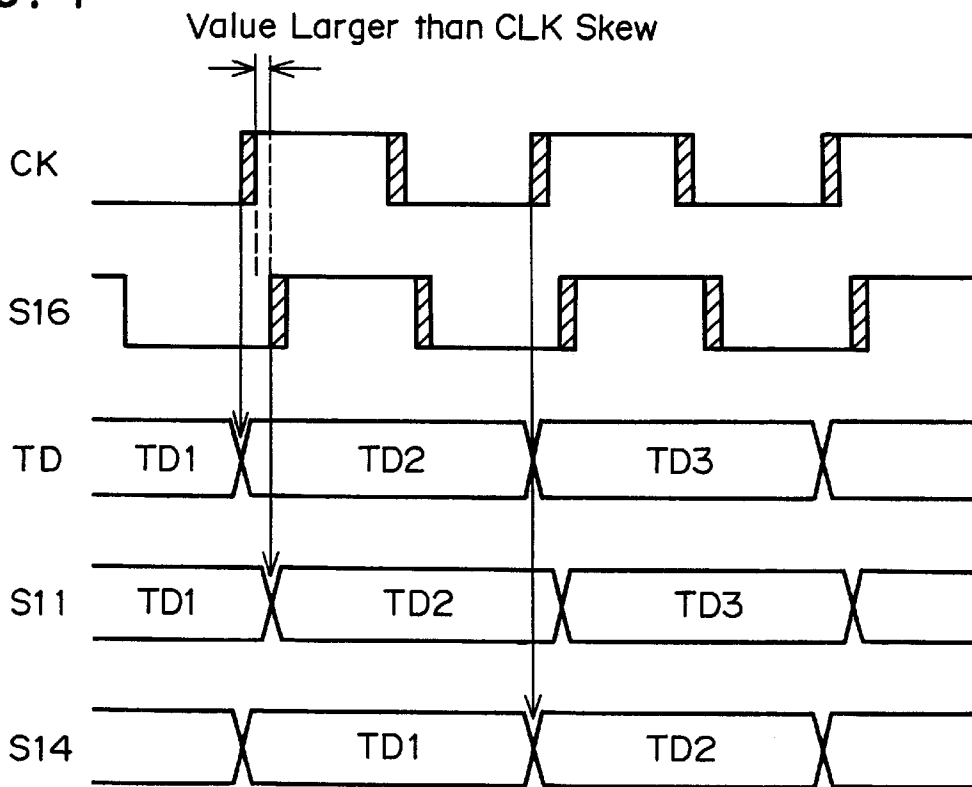 Value Larger than CLK Skew
CK
S16
TD TD1 TD2 TD3
S11 TD1 TD2 TD3
S14 TD1 TD2